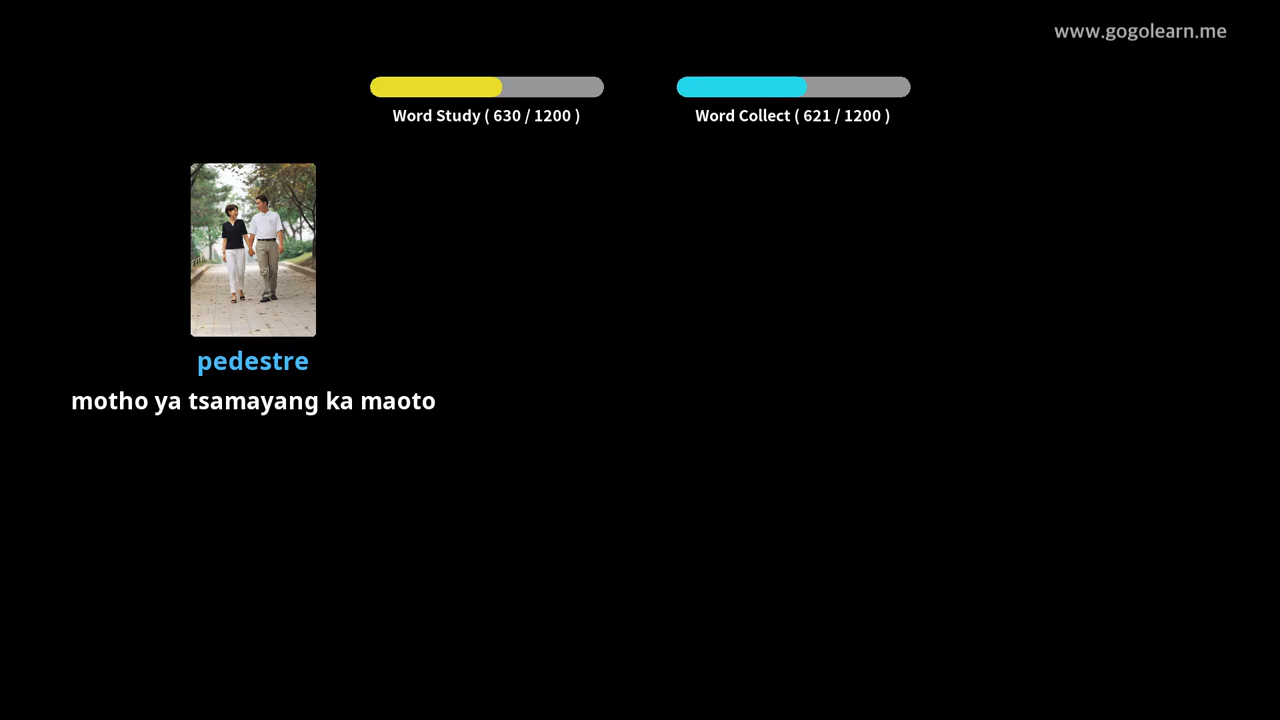 www.gogolearn.me
Word Study ( 630 / 1200 )
Word Collect ( 621 / 1200 )
pedestre
motho ya tsamayang ka maoto